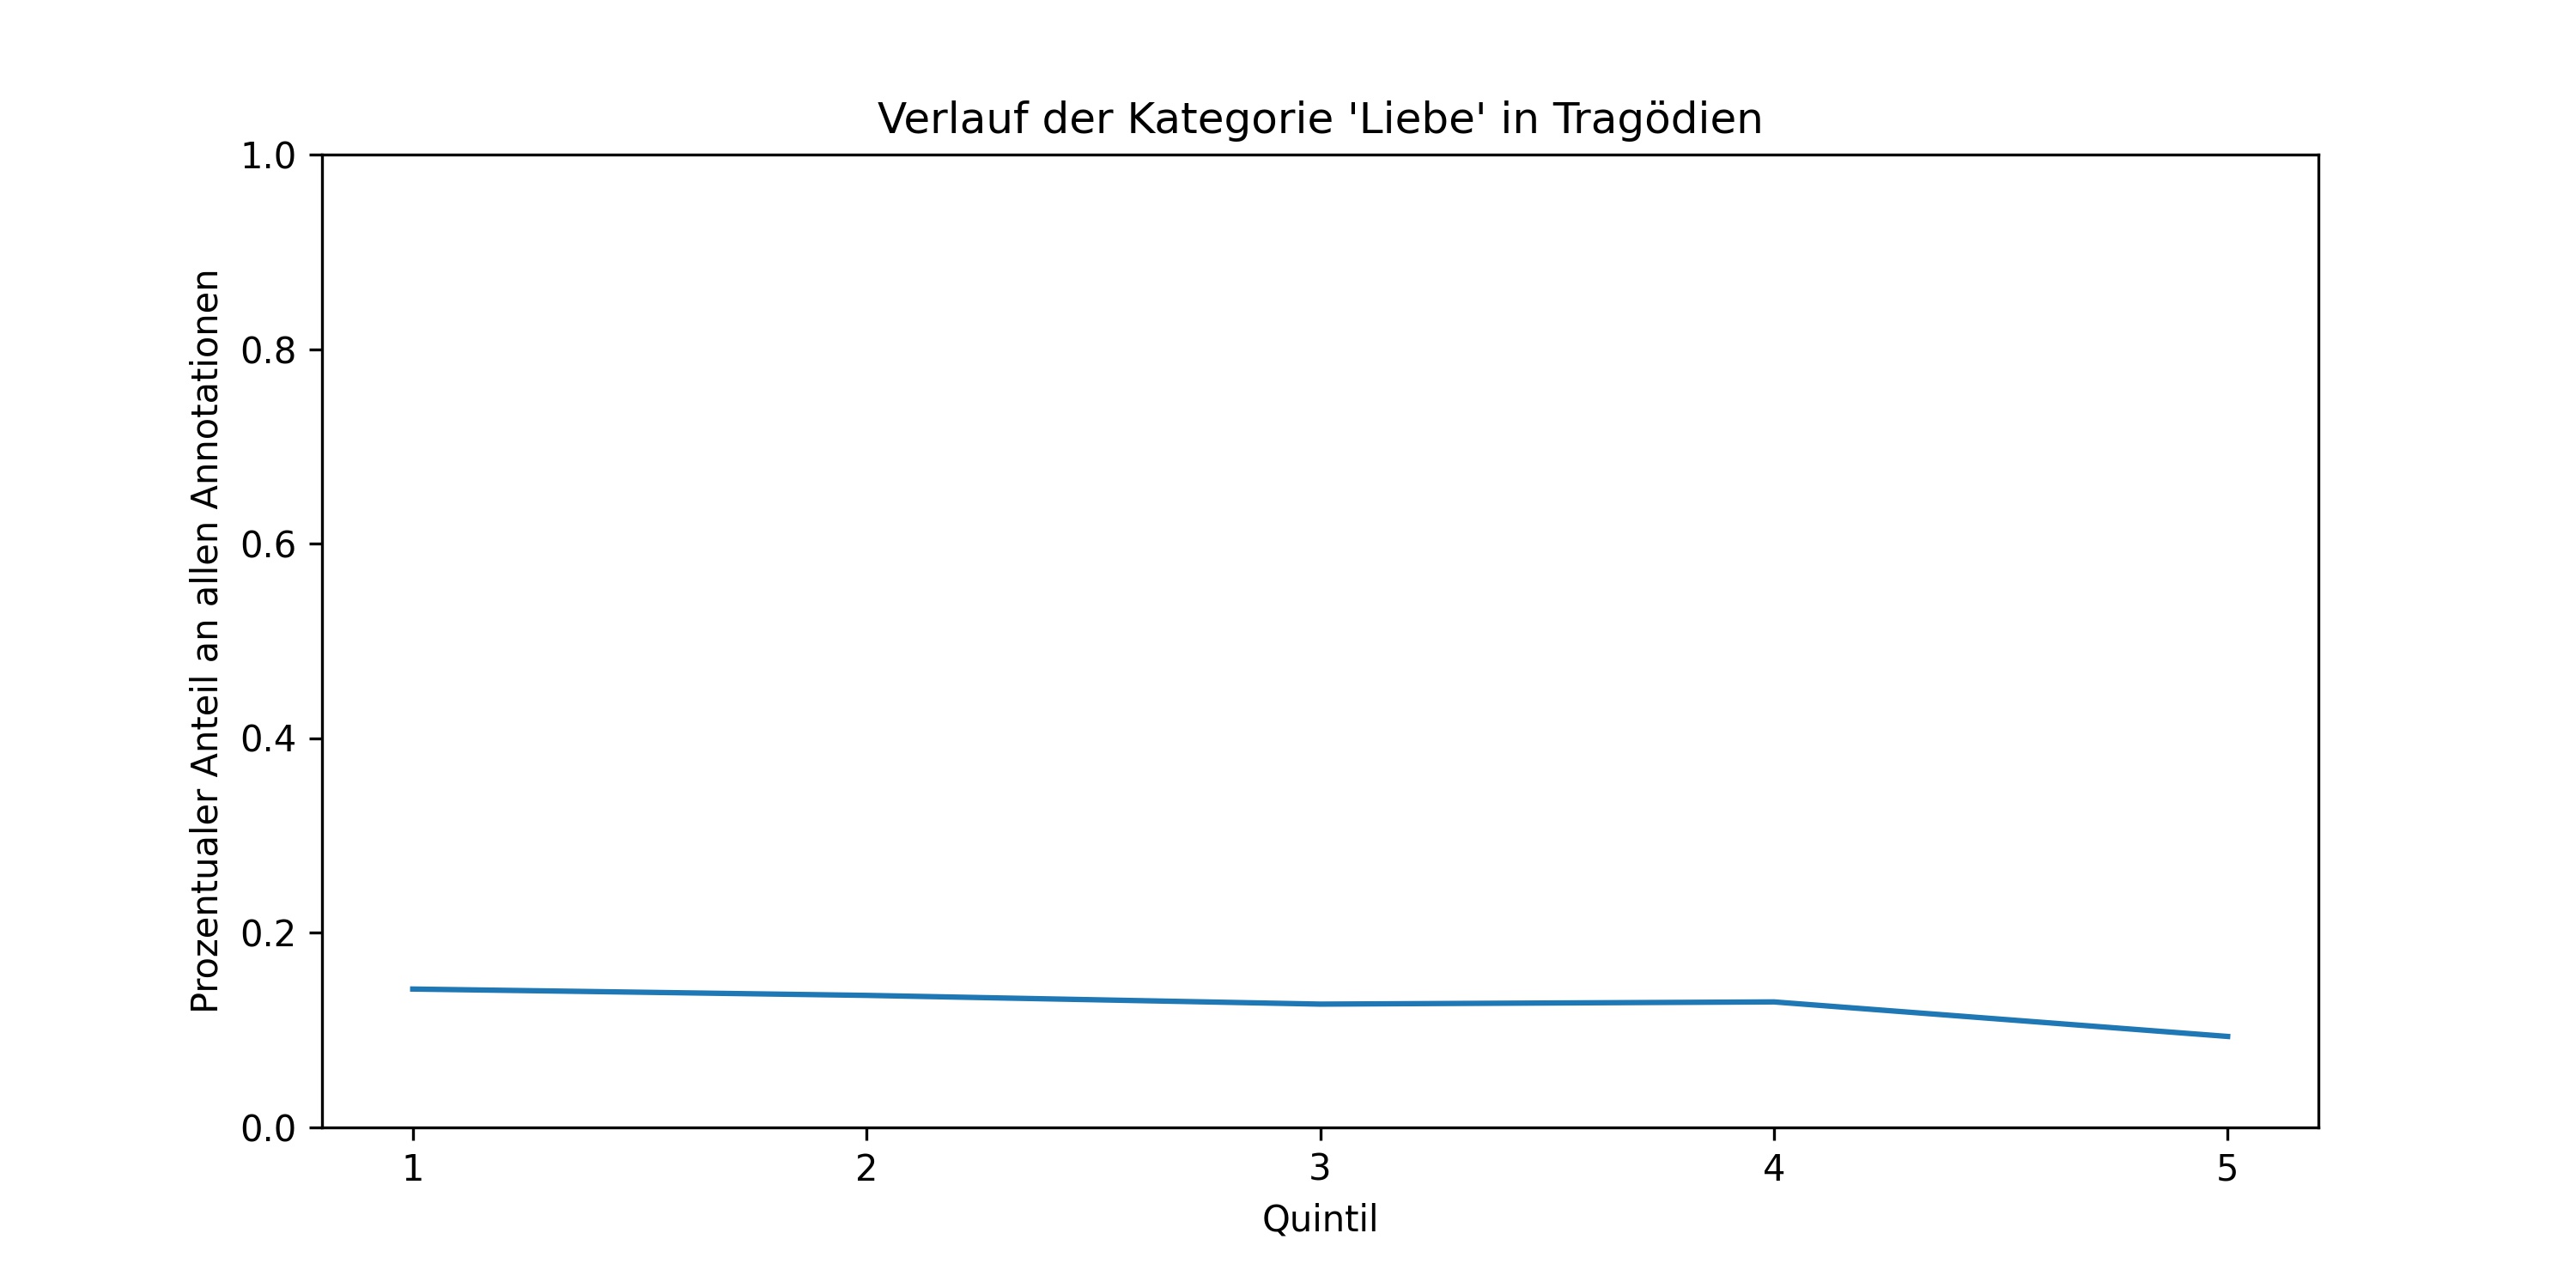 Verlauf der Kategorie 'Liebe' in Tragödien
Prozentualer Anteil an allen Annotationen
1.0
0.8
0.6
0.4
0.2
0.0
1 2 3 4 5
Quintil